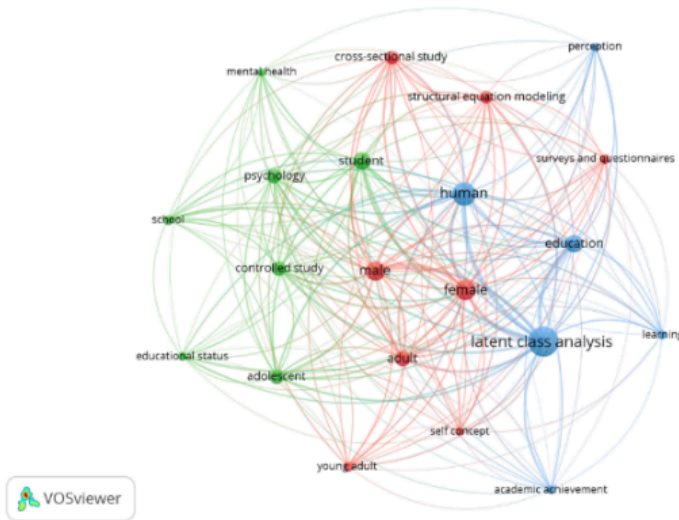 perception
cross-sectional study
mental health
structural equation modeling
student
surveys and questionnaires
psychology
human
school
education
controlled study
male
female
learning
latent class analysis
educational status
adult
adolescent
self concept
young adult
academic achievement
VOSviewer